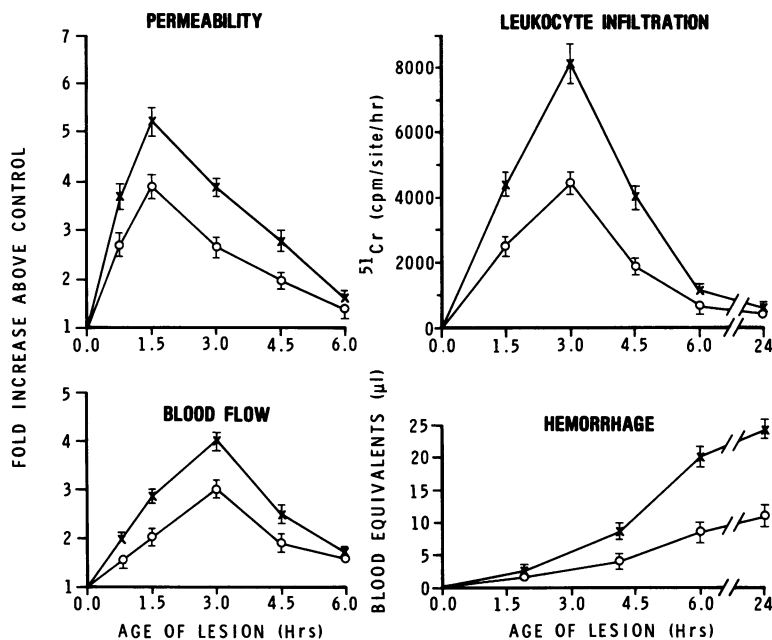 PERMEABILITY
FOLD INCREASE ABOVE CONTROL
7
6
5
4
3
2
1
0.0 1.5 3.0 4.5 6.0
LEUKOCYTE INFILTRATION
51Cr (cpm/site/hr)
8000
6000
4000
2000
0
0.0 1.5 3.0 4.5 6.0 24
BLOOD FLOW
5
4
3
2
1
0.0 1.5 3.0 4.5 6.0
AGE OF LESION (Hrs)
HEMORRHAGE
BLOOD EQUIVALENTS (μl)
25
20
15
10
5
0
0.0 1.5 3.0 4.5 6.0 24
AGE OF LESION (Hrs)